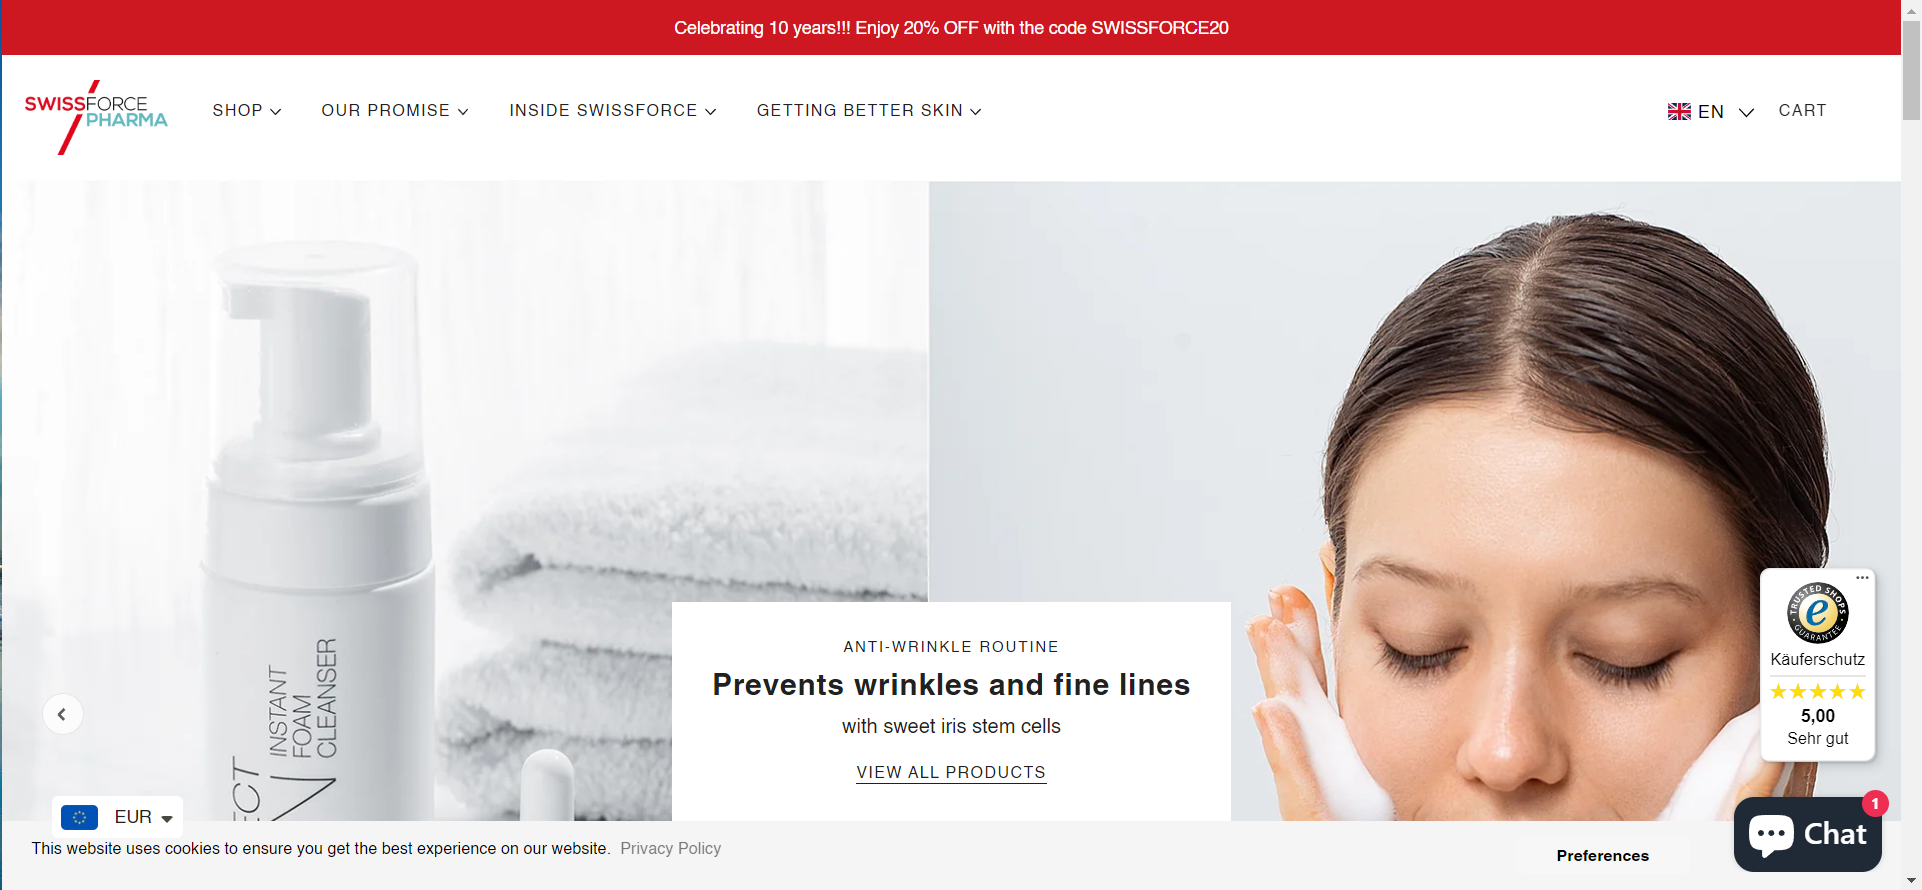 Celebrating 10 years!!! Enjoy 20% OFF with the code SWISSFORCE20
SWISSFORCE
PHARMA
SHOP
OUR PROMISE
INSIDE SWISSFORCE
GETTING BETTER SKIN
EN
CART
INSTANT
FOAM
CLEANSER
ANTI-WRINKLE ROUTINE
Prevents wrinkles and fine lines
with sweet iris stem cells
VIEW ALL PRODUCTS
TRUSTED SHOPS
e
GUARANTEE
Käuferschutz
5,00
Sehr gut
EUR
This website uses cookies to ensure you get the best experience on our website. Privacy Policy
Preferences
1
Chat